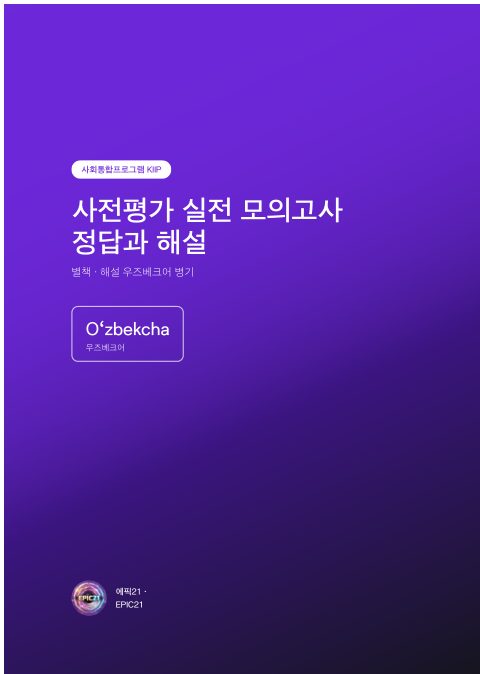 사회통합프로그램 KIIP
사전평가 실전 모의고사
정답과 해설
별책 · 해설 우즈베크어 병기
Oʻzbekcha
우즈베크어
EPIC21
에픽21 ·
EPIC21